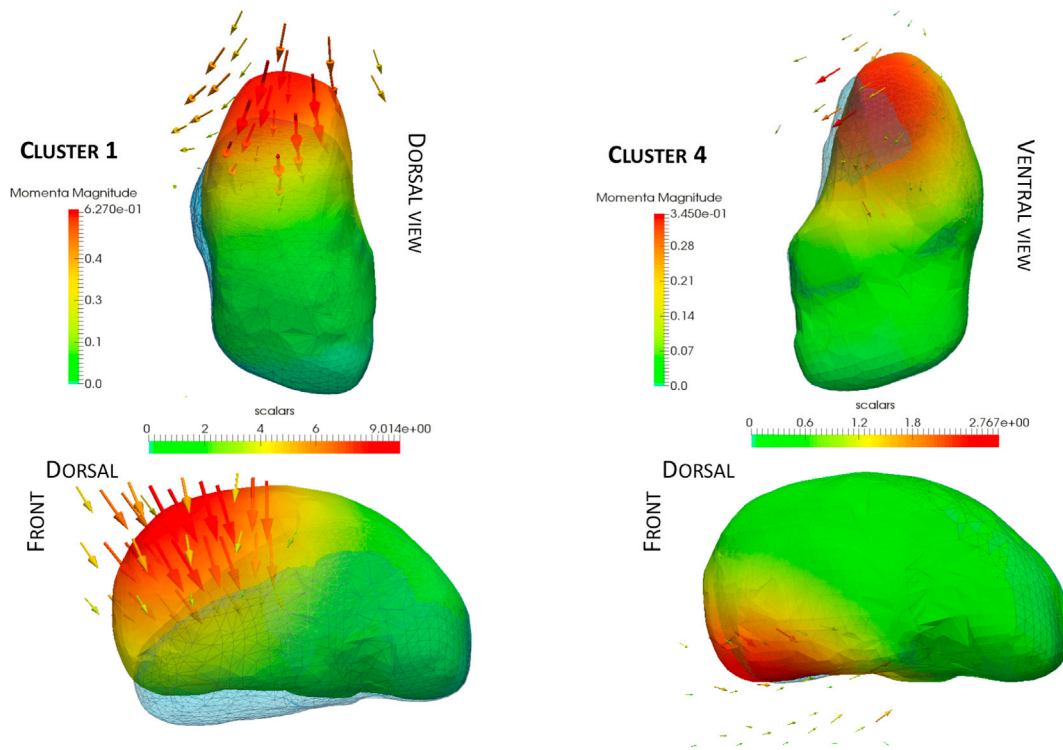 CLUSTER 1
Momenta Magnitude
6.270e-01
0.4
0.3
0.1
0.0
DORSAL VIEW
CLUSTER 4
Momenta Magnitude
3.450e-01
0.28
0.21
0.14
0.07
0.0
VENTRAL VIEW
scalars
0 2 4 6 9.014e+00
DORSAL
FRONT
scalars
0 0.6 1.2 1.8 2.767e+00
DORSAL
FRONT